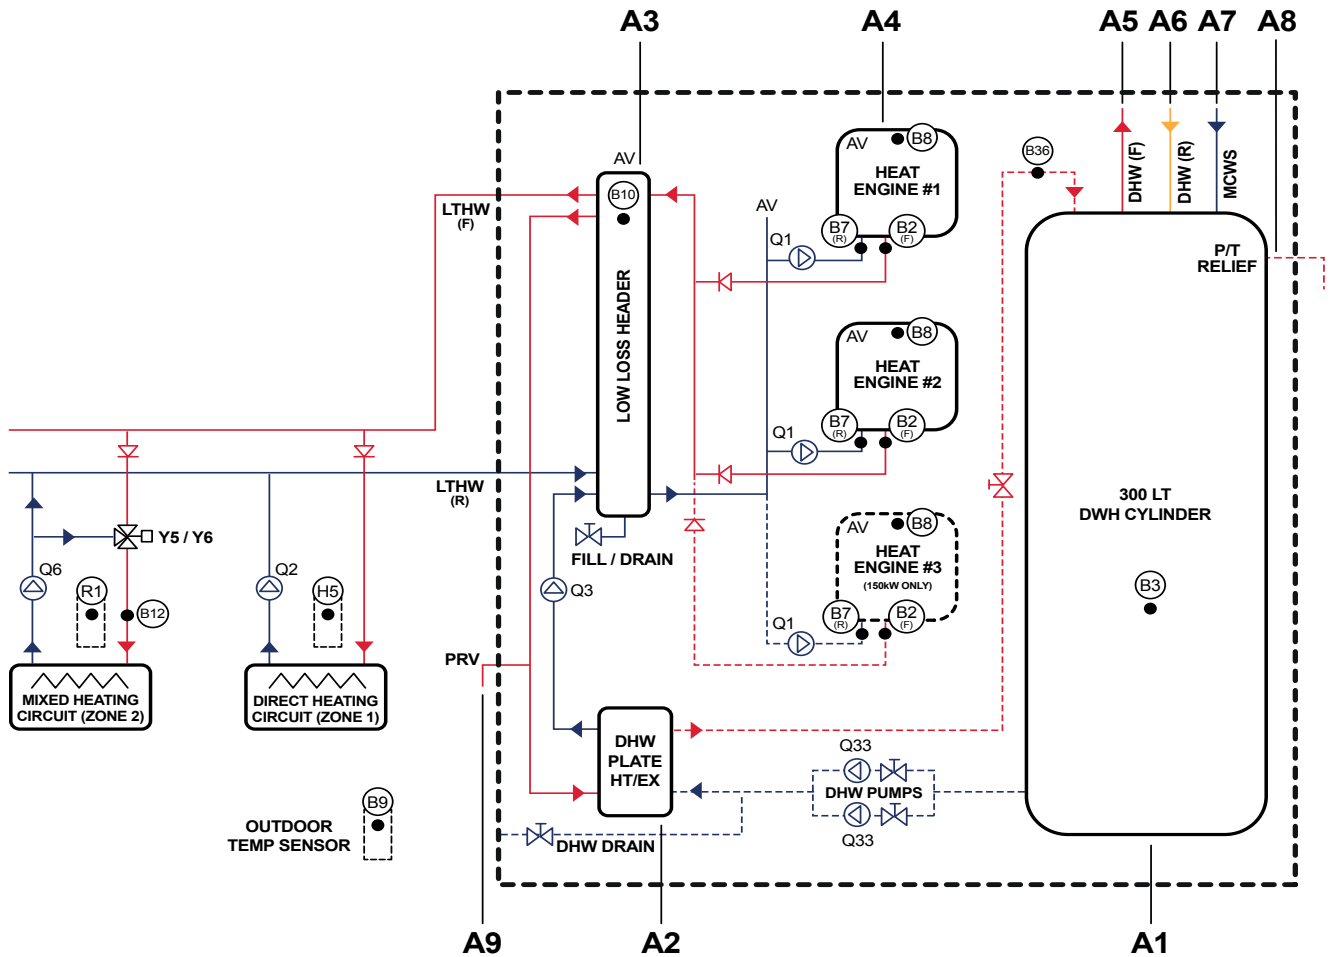 A3
A4
A5
A6
A7
A8
AV
B10
LOW LOSS HEADER
LTHW
(F)
LTHW
(R)
FILL / DRAIN
AV
Q1
AV
B8
HEAT
ENGINE #1
B7
(R)
B2
(F)
Q1
AV
B8
HEAT
ENGINE #2
B7
(R)
B2
(F)
Q1
AV
B8
HEAT
ENGINE #3
(150kW ONLY)
B7
(R)
B2
(F)
B36
DHW (F)
DHW (R)
MCWS
P/T
RELIEF
300 LT
DWH CYLINDER
B3
Y5 / Y6
Q6
R1
B12
Q2
H5
Q3
PRV
MIXED HEATING
CIRCUIT (ZONE 2)
DIRECT HEATING
CIRCUIT (ZONE 1)
DHW
PLATE
HT/EX
Q33
DHW PUMPS
Q33
DHW DRAIN
B9
OUTDOOR
TEMP SENSOR
A9
A2
A1